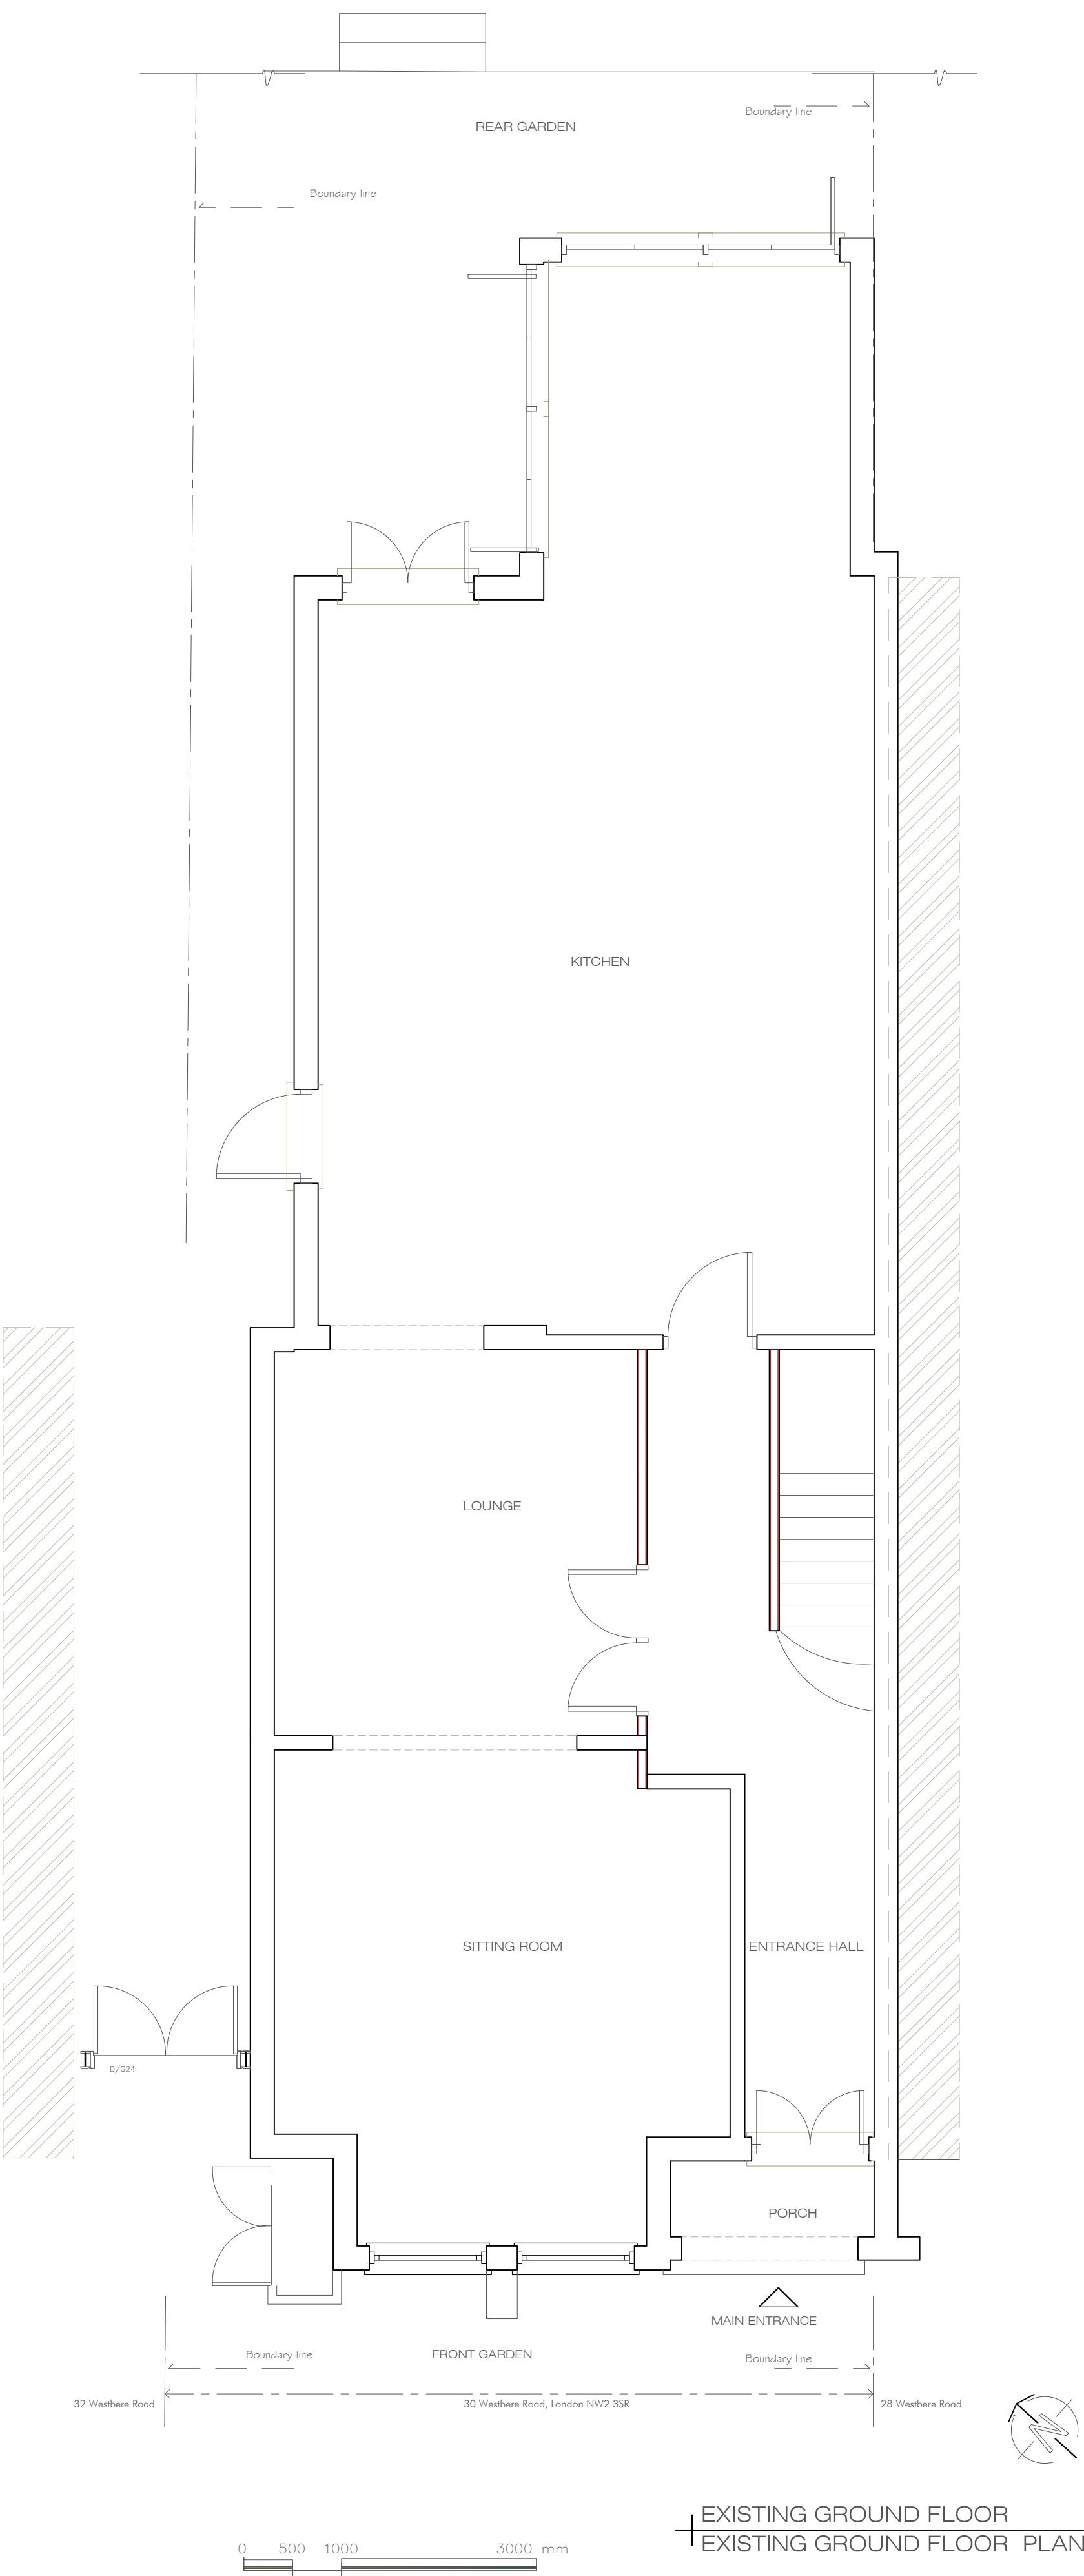 Boundary line
REAR GARDEN
Boundary line
KITCHEN
LOUNGE
SITTING ROOM
ENTRANCE HALL
D/G24
PORCH
MAIN ENTRANCE
Boundary line
FRONT GARDEN
Boundary line
32 Westbere Road
30 Westbere Road, London NW2 3SR
28 Westbere Road
N
EXISTING GROUND FLOOR
EXISTING GROUND FLOOR PLAN
0 500 1000 3000 mm